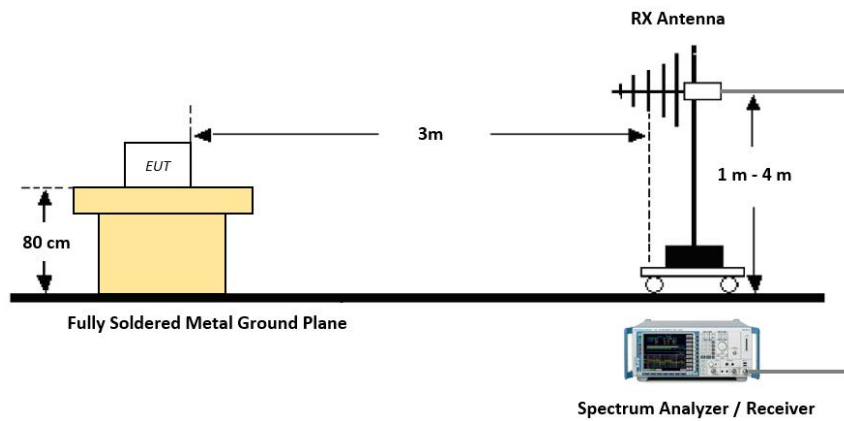 RX Antenna
3m
EUT
1 m - 4 m
80 cm
Fully Soldered Metal Ground Plane
Spectrum Analyzer / Receiver